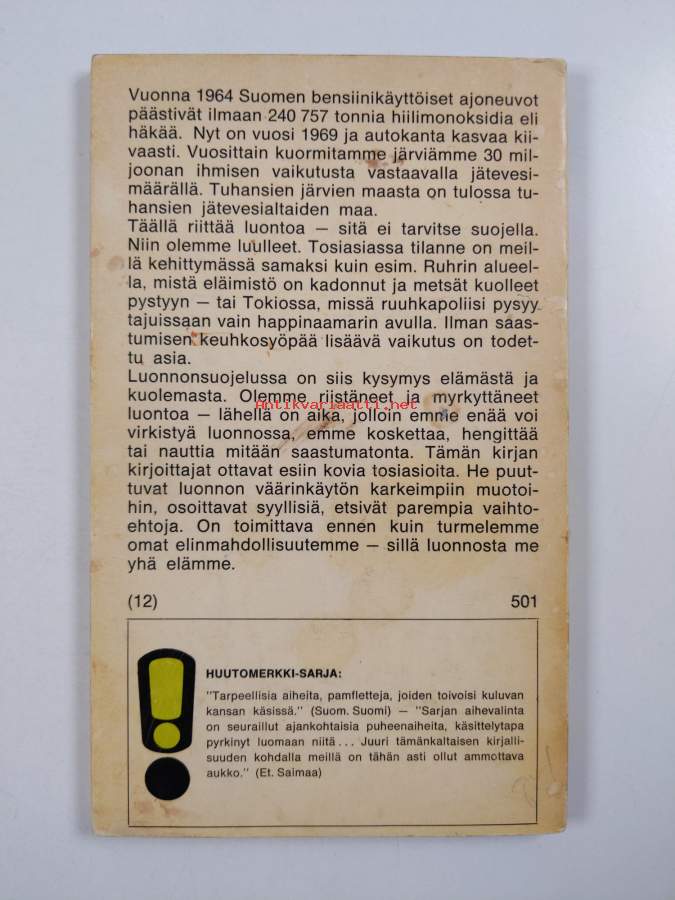 Vuonna 1964 Suomen bensiinikäyttöiset ajoneuvot
päästivät ilmaan 240 757 tonnia hiilimonoksidia eli
häkää. Nyt on vuosi 1969 ja autokanta kasvaa kii-
vaasti. Vuosittain kuormitamme järviämme 30 mil-
joonan ihmisen vaikutusta vastaavalla jätevesi-
määrällä. Tuhansien järvien maasta on tulossa tu-
hansien jätevesialtaiden maa.
Täällä riittää luontoa — sitä ei tarvitse suojella.
Niin olemme luulleet. Tosiasiassa tilanne on meil-
lä kehittymässä samaksi kuin esim. Ruhrin alueel-
la, mistä eläimistö on kadonnut ja metsät kuolleet
pystyyn — tai Tokiossa, missä ruuhkapoliisi pysyy
tajuissaan vain happinaamarin avulla. Ilman saas-
tumisen keuhkosyöpää lisäävä vaikutus on todet-
tu asia.
Luonnonsuojelussa on siis kysymys elämästä ja
kuolemasta. Olemme riistäneet ja myrkyttäneet
Antikvariaatti.net
luontoa — lähellä on aika, jolloin emme enää voi
virkistyä luonnossa, emme koskettaa, hengittää
tai nauttia mitään saastumatonta. Tämän kirjan
kirjoittajat ottavat esiin kovia tosiasioita. He puut-
tuvat luonnon väärinkäytön karkeimpiin muotoi-
hin, osoittavat syyllisiä, etsivät parempia vaihto-
ehtoja. On toimittava ennen kuin turmelemme
omat elinmahdollisuutemme — sillä luonnosta me
yhä elämme.
(12) 501
HUUTOMERKKI-SARJA:
"Tarpeellisia aiheita, pamfletteja, joiden toivoisi kuluvan
kansan käsissä." (Suom. Suomi) — "Sarjan aihevalinta
on seuraillut ajankohtaisia puheenaiheita, käsittelytapa
pyrkinyt luomaan niitä... Juuri tämänkaltaisen kirjalli-
suuden kohdalla meillä on tähän asti ollut ammottava
aukko." (Et. Saimaa)